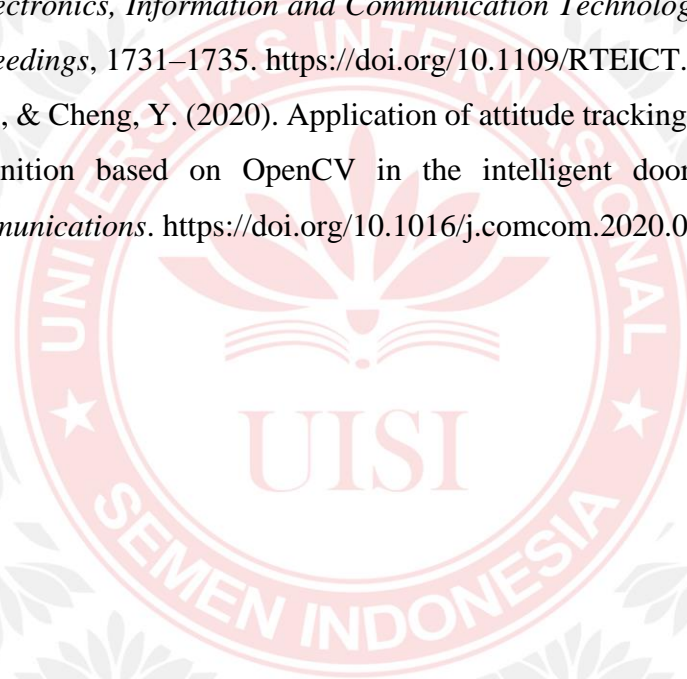 ectronics, Information and Communication Technolog
eedings, 1731–1735. https://doi.org/10.1109/RTEICT.
., & Cheng, Y. (2020). Application of attitude tracking
nition based on OpenCV in the intelligent door
munications. https://doi.org/10.1016/j.comcom.2020.0
UNIVERSITAS INTERNASIONAL
UISI
SEMEN INDONESIA